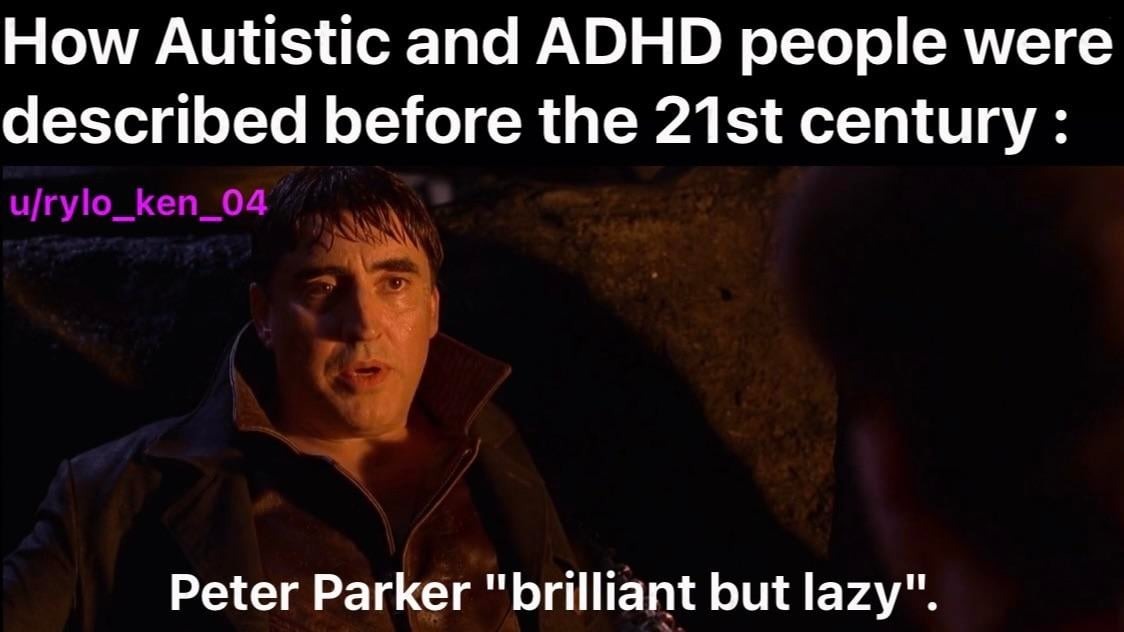 How Autistic and ADHD people were
described before the 21st century :
u/rylo_ken_04
Peter Parker "brilliant but lazy".